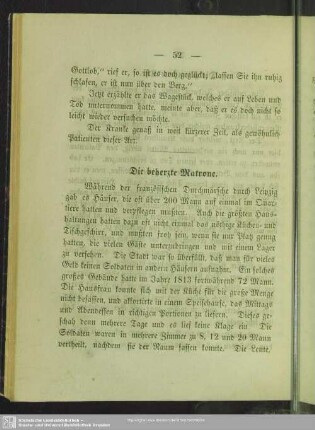 — 52 —
Gottlob,“ rief er, so ist es doch geglückt; lassen Sie ihn ruhig
schlafen, er ist nun über den Berg.“
Jetzt erzählte er das Wagestück, welches er auf Leben und
Tod unternommen hatte, meinte aber, daß er es doch nicht so
leicht wieder versuchen möchte.
Der Kranke genaß in weit kürzerer Zeit, als gewöhnlich
Patienten dieser Art.
Die beherzte Matrone.
Während der französischen Durchmärsche durch Leipzig
gab es Häuser, die oft über 200 Mann auf einmal im Quar-
tiere hatten und verpflegen mußten. Auch die größten Haus-
haltungen hatten dazu oft nicht einmal das nöthige Küchen- und
Tischgeschirr, und mußten froh sein, wenn sie nur Platz genug
hatten, die vielen Gäste unterzubringen und mit einem Lager
zu versehen. Die Stadt war so überfüllt, daß man für vieles
Geld keinen Soldaten in andern Häusern aufnahm. Ein solches
großes Gebäude hatte im Jahre 1813 fernwährend 72 Mann.
Die Hausfrau konnte sich mit der Küche für die große Menge
nicht befassen, und akkordirte in einem Speisehause, das Mittag-
und Abendessen in richtigen Portionen zu liefern. Dieses ge-
schah denn mehrere Tage und es lief keine Klage ein. Die
Soldaten waren in mehrere Zimmer zu 8, 12 und 20 Mann
vertheilt, nachdem sie der Raum fassen konnte. Die Leute,